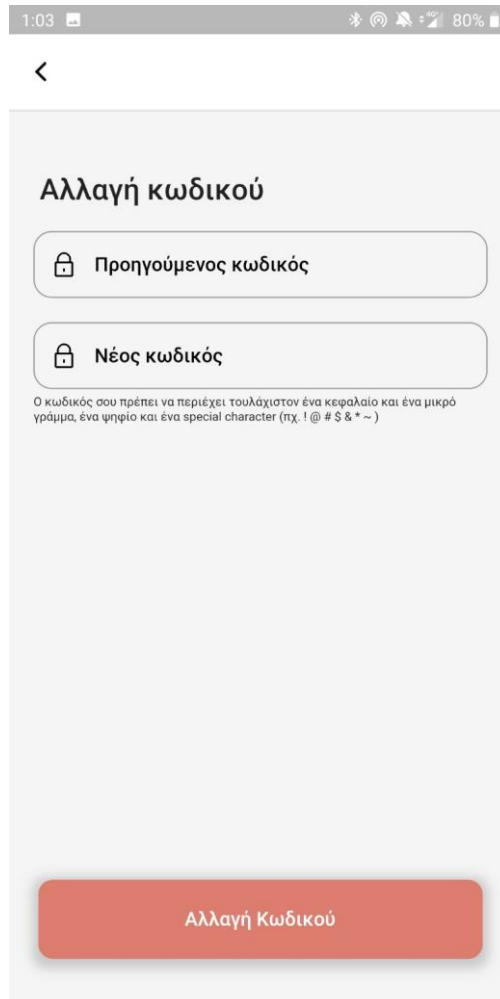 1:03
4G+ 80%
Αλλαγή κωδικού
Προηγούμενος κωδικός
Νέος κωδικός
Ο κωδικός σου πρέπει να περιέχει τουλάχιστον ένα κεφαλαίο και ένα μικρό
γράμμα, ένα ψηφίο και ένα special character (πχ. ! @ # $ & * ~ )
Αλλαγή Κωδικού